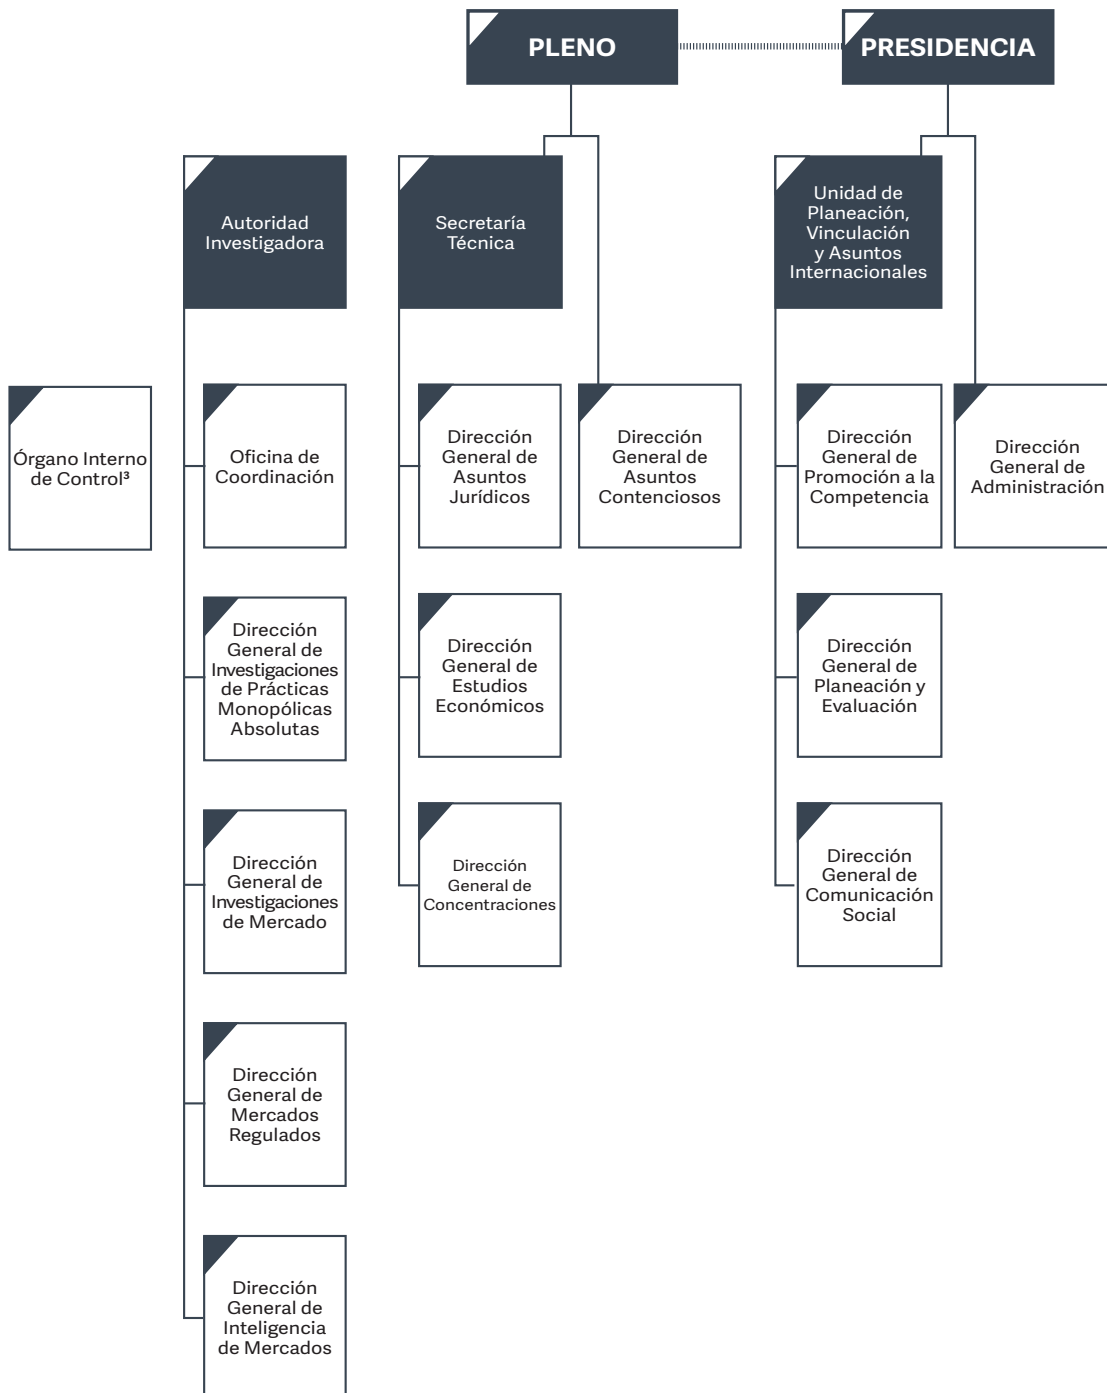 PLENO
PRESIDENCIA
Autoridad
Investigadora
Secretaría
Técnica
Unidad de
Planeación,
Vinculación
y Asuntos
Internacionales
Órgano Interno
de Control³
Oficina de
Coordinación
Dirección
General de
Asuntos
Jurídicos
Dirección
General de
Asuntos
Contenciosos
Dirección
General de
Promoción a la
Competencia
Dirección
General de
Administración
Dirección
General de
Investigaciones
de Prácticas
Monopólicas
Absolutas
Dirección
General de
Estudios
Económicos
Dirección
General de
Planeación y
Evaluación
Dirección
General de
Investigaciones
de Mercado
Dirección
General de
Concentraciones
Dirección
General de
Comunicación
Social
Dirección
General de
Mercados
Regulados
Dirección
General de
Inteligencia
de Mercados